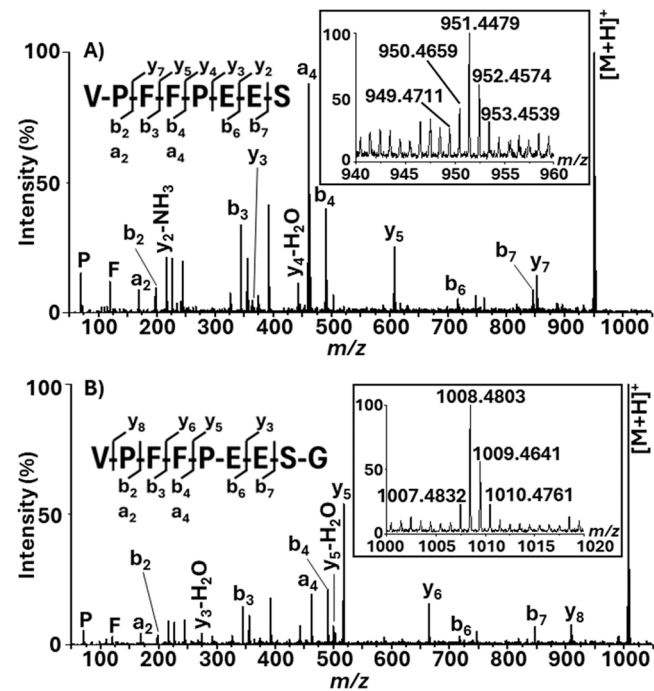 A)
100
50
0
Intensity (%)
y7 y5 y4 y3 y2
V-P-F-F-P-E-E-S
b2 b3 b4 b6 b7
a2 a4
P
F
a2
b2
y2-NH3
b3
y3
y4-H2O
a4
b4
y5
b6
b7
y7
[M+H]+
100
50
0
951.4479
950.4659
952.4574
949.4711
953.4539
940 945 950 955 960
m/z
100 200 300 400 500 600 700 800 900 1000
m/z
B)
100
50
0
Intensity (%)
y8 y6 y5 y3
V-P-F-F-P-E-E-S-G
b2 b3 b4 b6 b7
a2 a4
P
F
a2
b2
y3-H2O
b3
a4
b4
y5-H2O
y5
y6
b6
b7
y8
[M+H]+
100
50
0
1008.4803
1009.4641
1007.4832
1010.4761
1000 1005 1010 1015 1020
m/z
100 200 300 400 500 600 700 800 900 1000
m/z